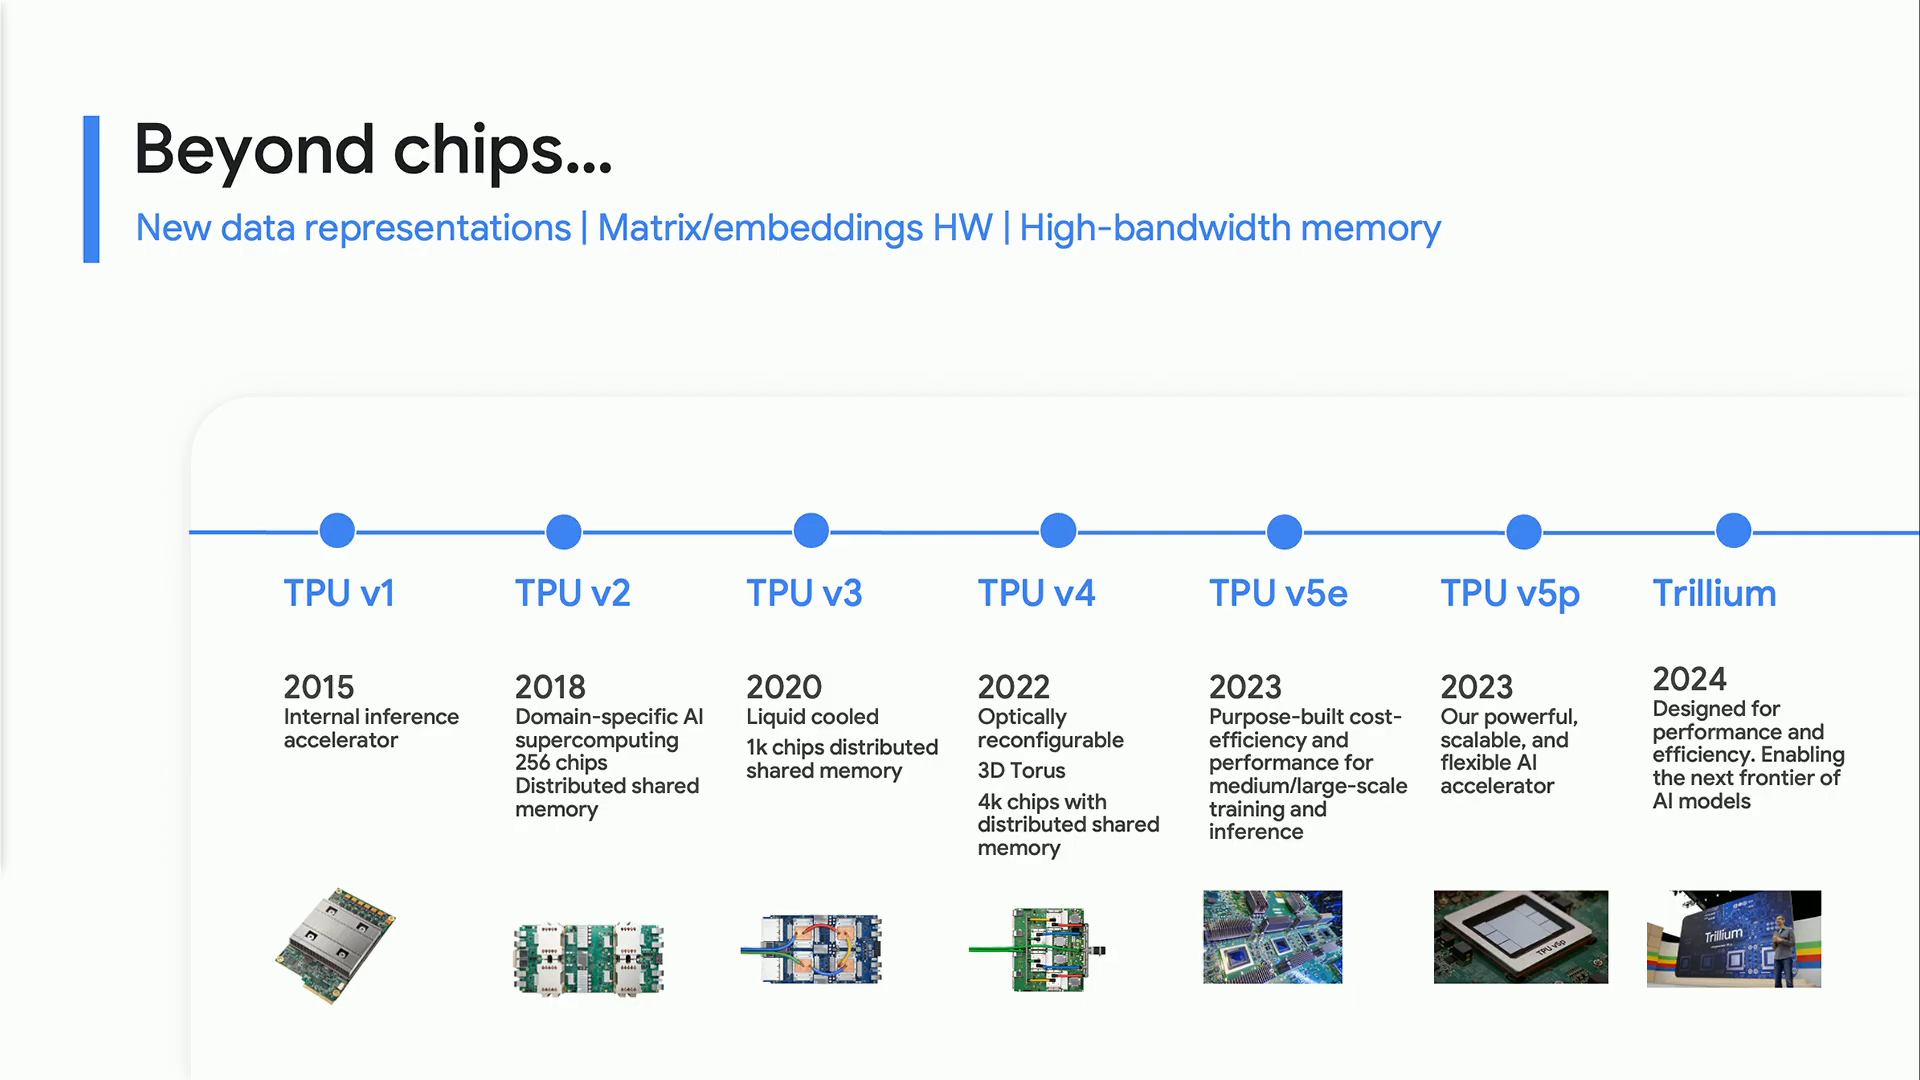 Beyond chips...
New data representations | Matrix/embeddings HW | High-bandwidth memory
TPU v1
2015
Internal inference
accelerator
TPU v2
2018
Domain-specific AI
supercomputing
256 chips
Distributed shared
memory
TPU v3
2020
Liquid cooled
1k chips distributed
shared memory
TPU v4
2022
Optically
reconfigurable
3D Torus
4k chips with
distributed shared
memory
TPU v5e
2023
Purpose-built cost-
efficiency and
performance for
medium/large-scale
training and
inference
TPU v5p
2023
Our powerful,
scalable, and
flexible AI
accelerator
TPU v5p
Trillium
2024
Designed for
performance and
efficiency. Enabling
the next frontier of
AI models
Trillium